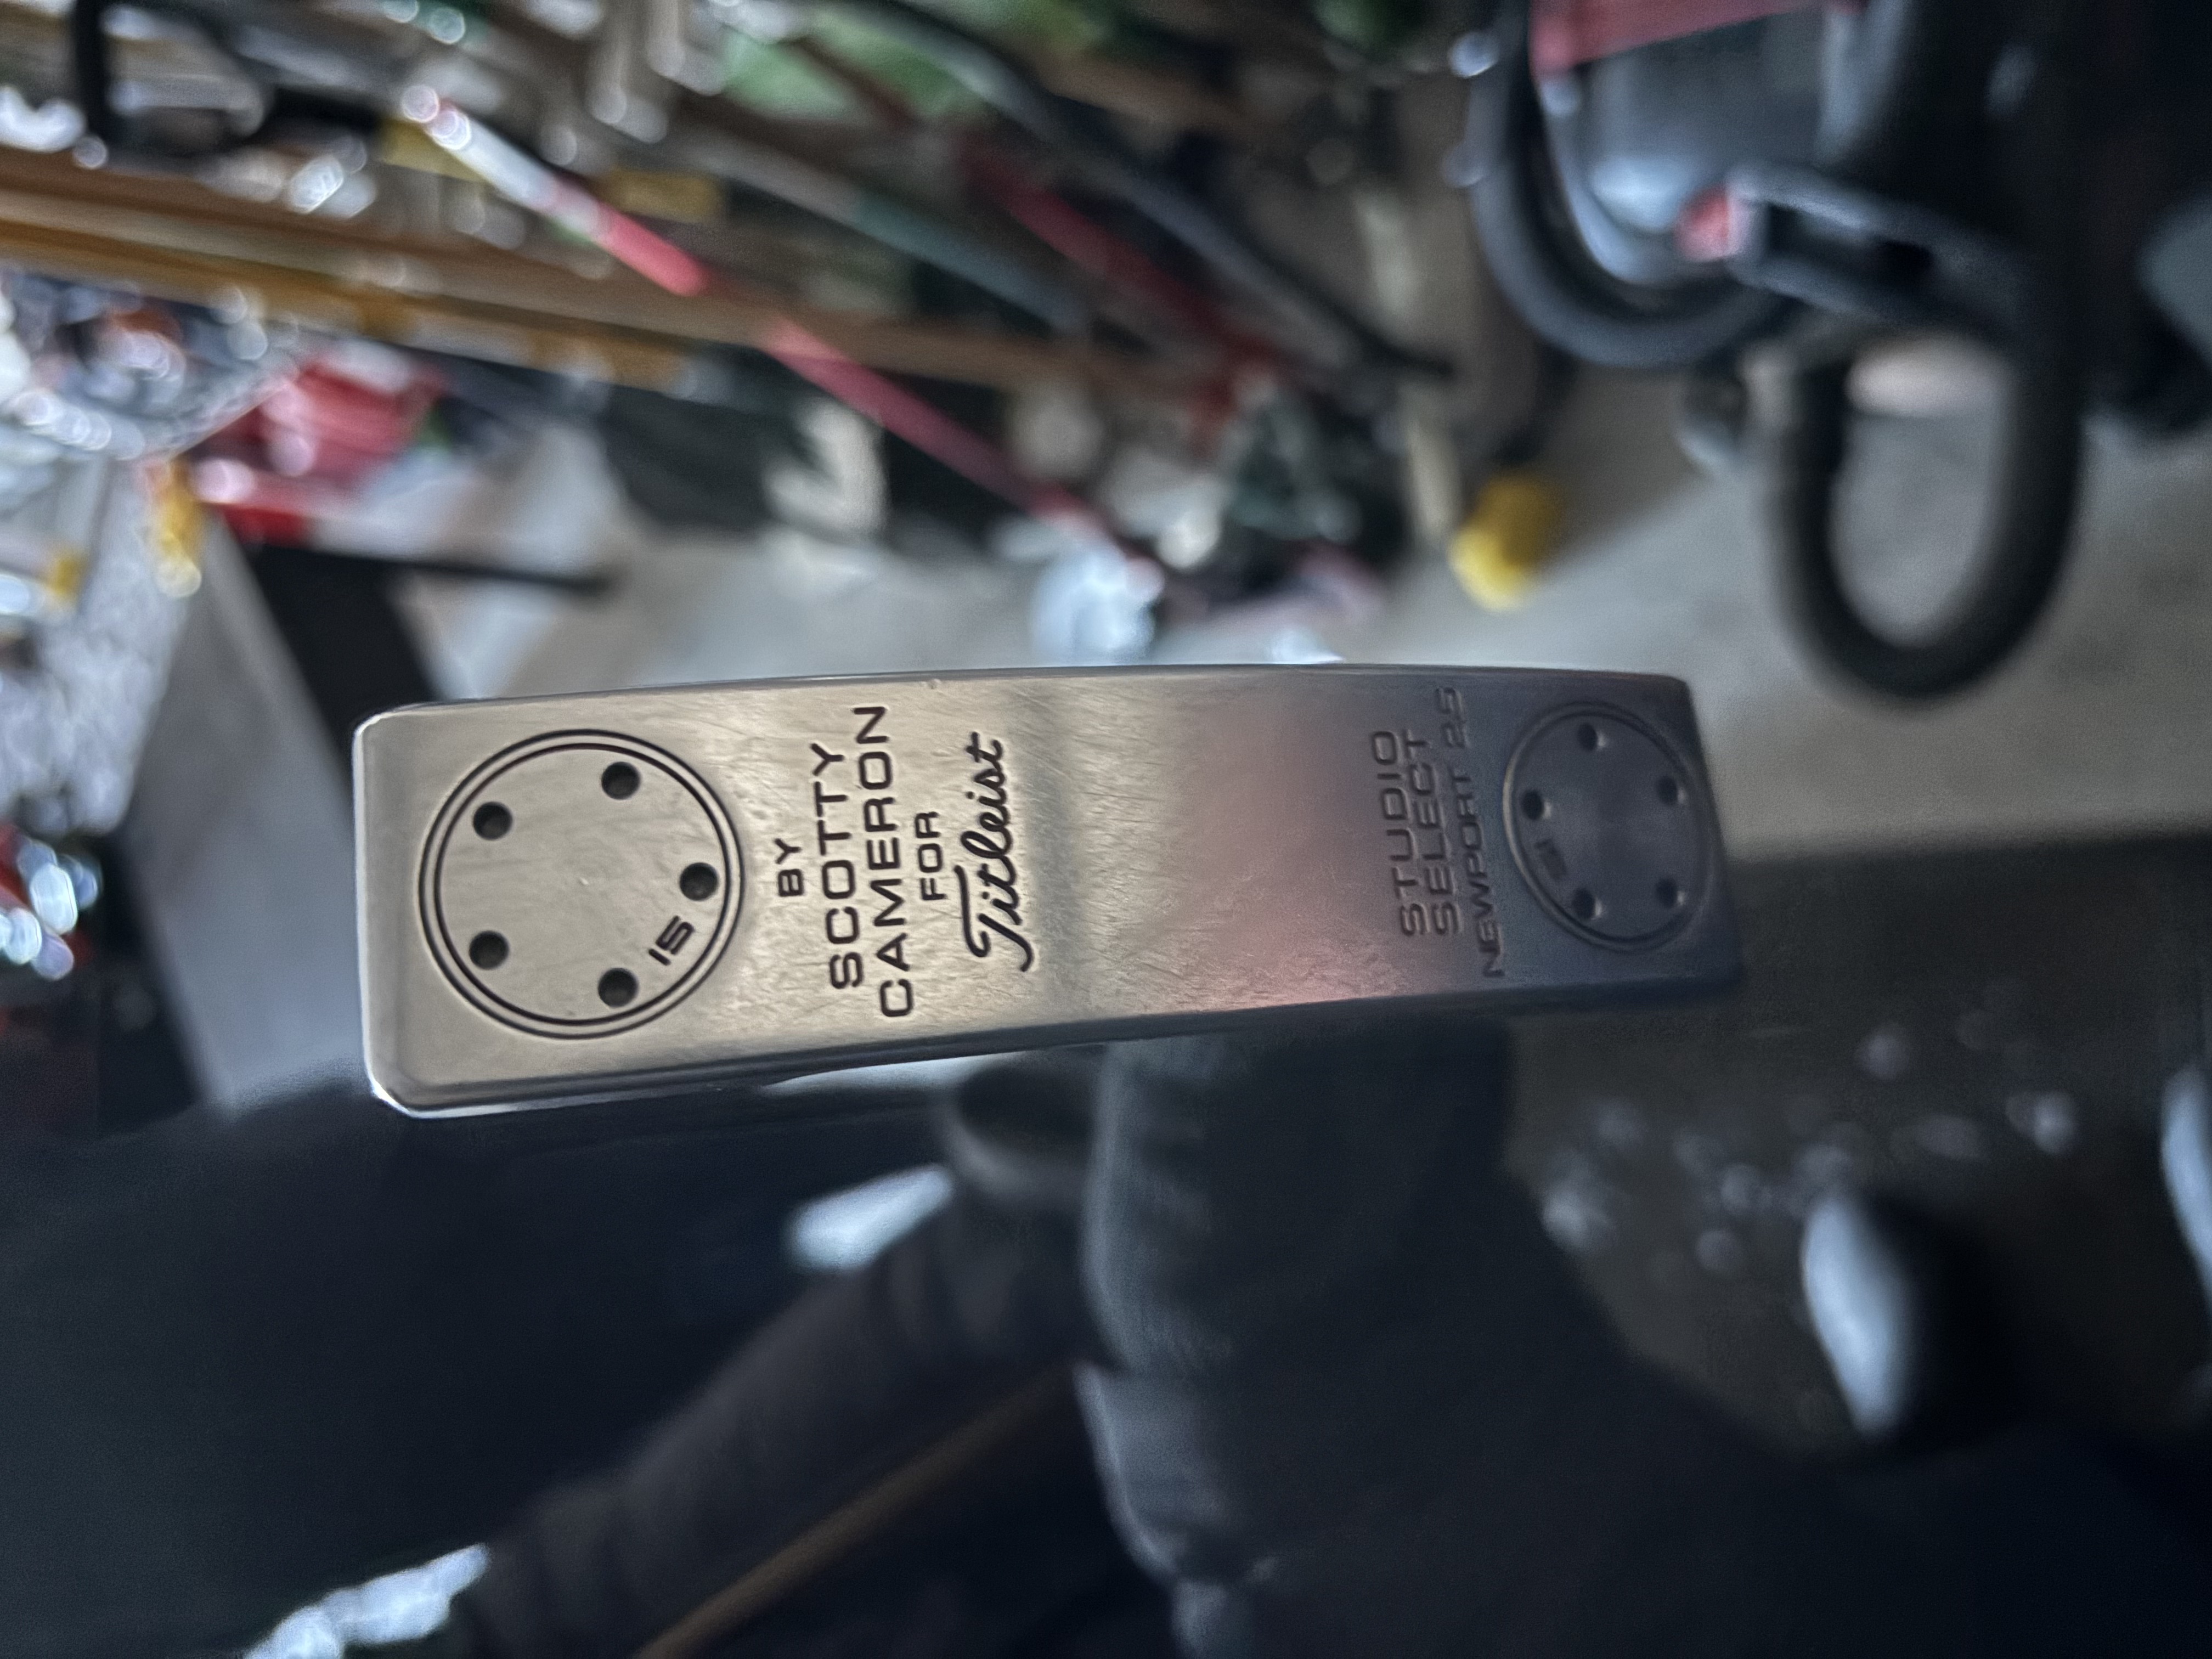 15
BY
SCOTTY
CAMERON
FOR
Titleist
STUDIO
SELECT
NEWPORT 2.5
15